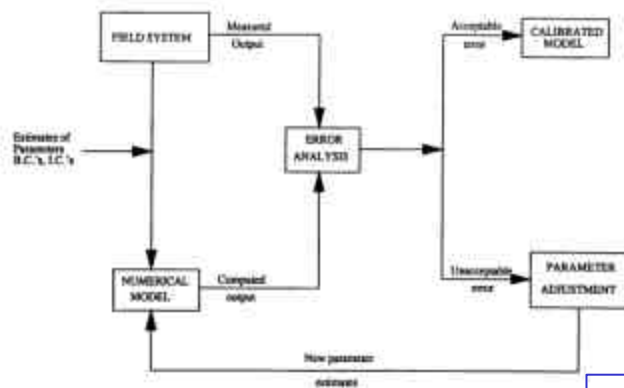 FIELD SYSTEM
Measured
Output
Acceptable
error
CALIBRATED
MODEL
Estimates of
Parameters
B.C.'s, I.C.'s
ERROR
ANALYSIS
NUMERICAL
MODEL
Computed
output
Unacceptable
error
PARAMETER
ADJUSTMENT
New parameter
estimates